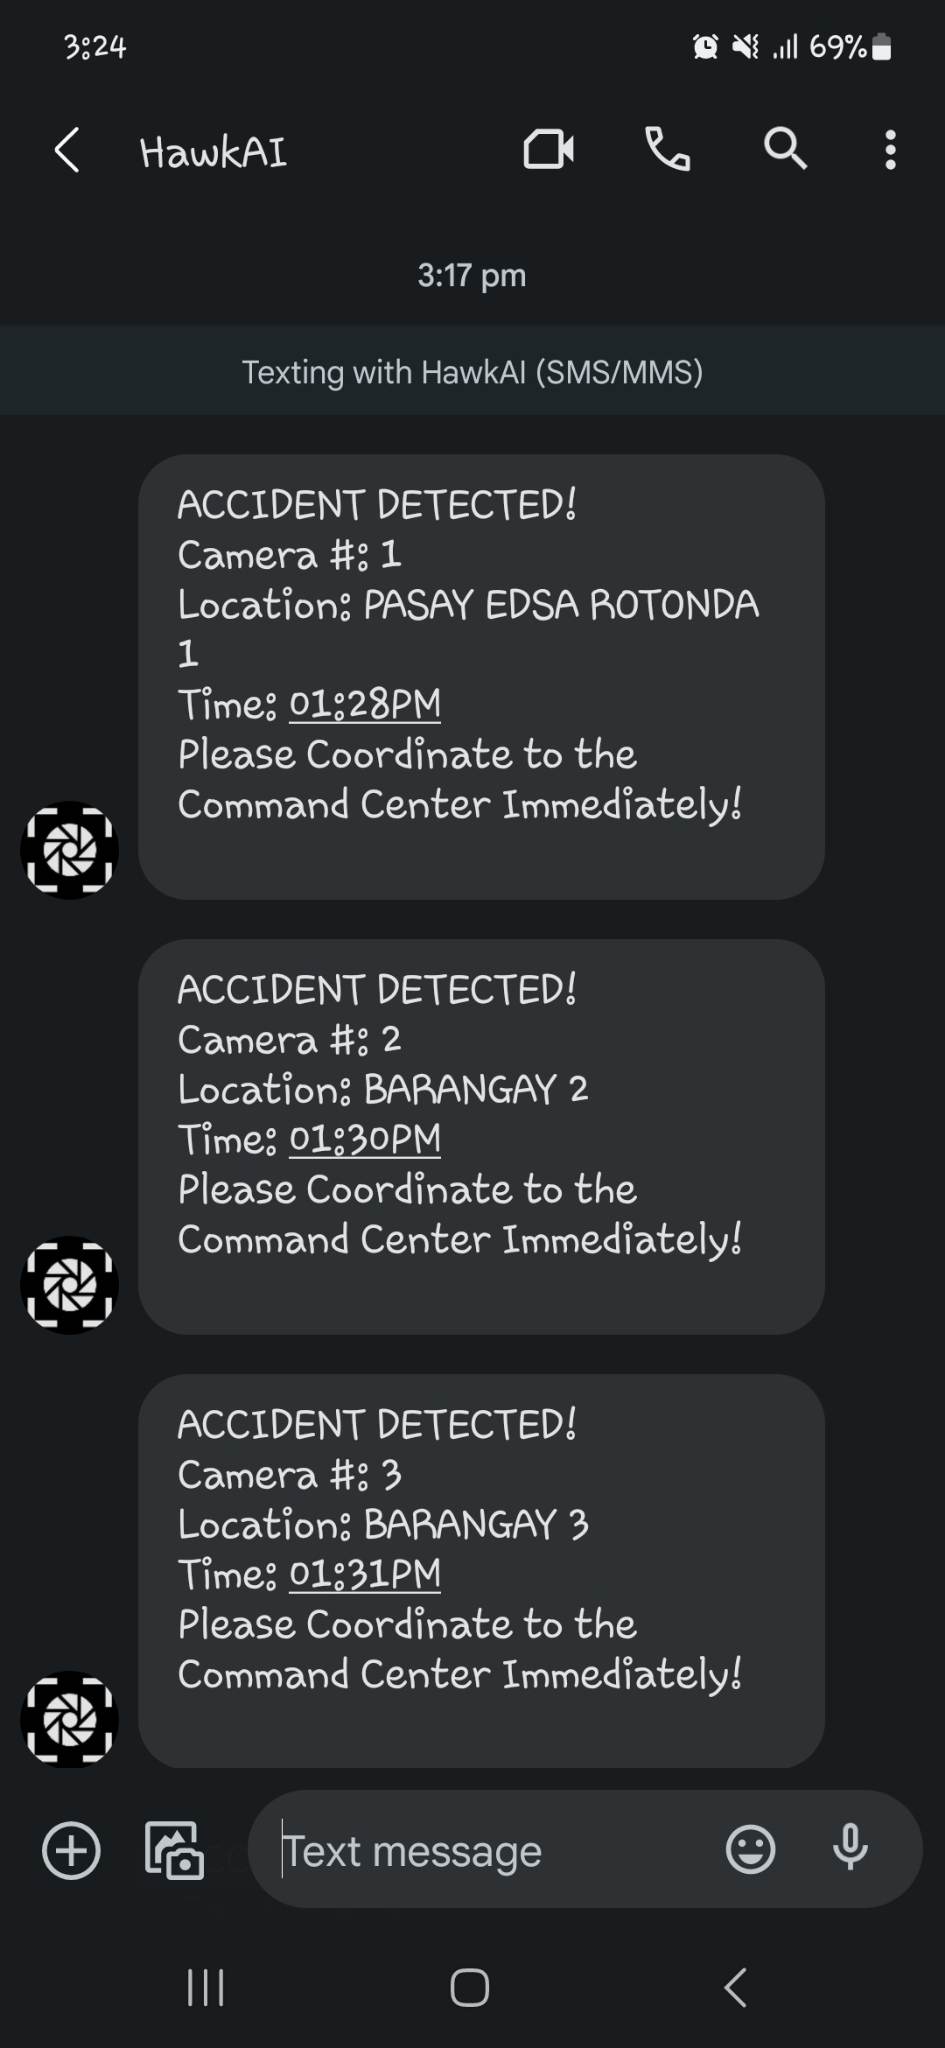 3:24 69%
HawkAI
3:17 pm
Texting with HawkAI (SMS/MMS)
ACCIDENT DETECTED!
Camera #: 1
Location: PASAY EDSA ROTONDA
1
Time: 01:28PM
Please Coordinate to the
Command Center Immediately!
ACCIDENT DETECTED!
Camera #: 2
Location: BARANGAY 2
Time: 01:30PM
Please Coordinate to the
Command Center Immediately!
ACCIDENT DETECTED!
Camera #: 3
Location: BARANGAY 3
Time: 01:31PM
Please Coordinate to the
Command Center Immediately!
Text message